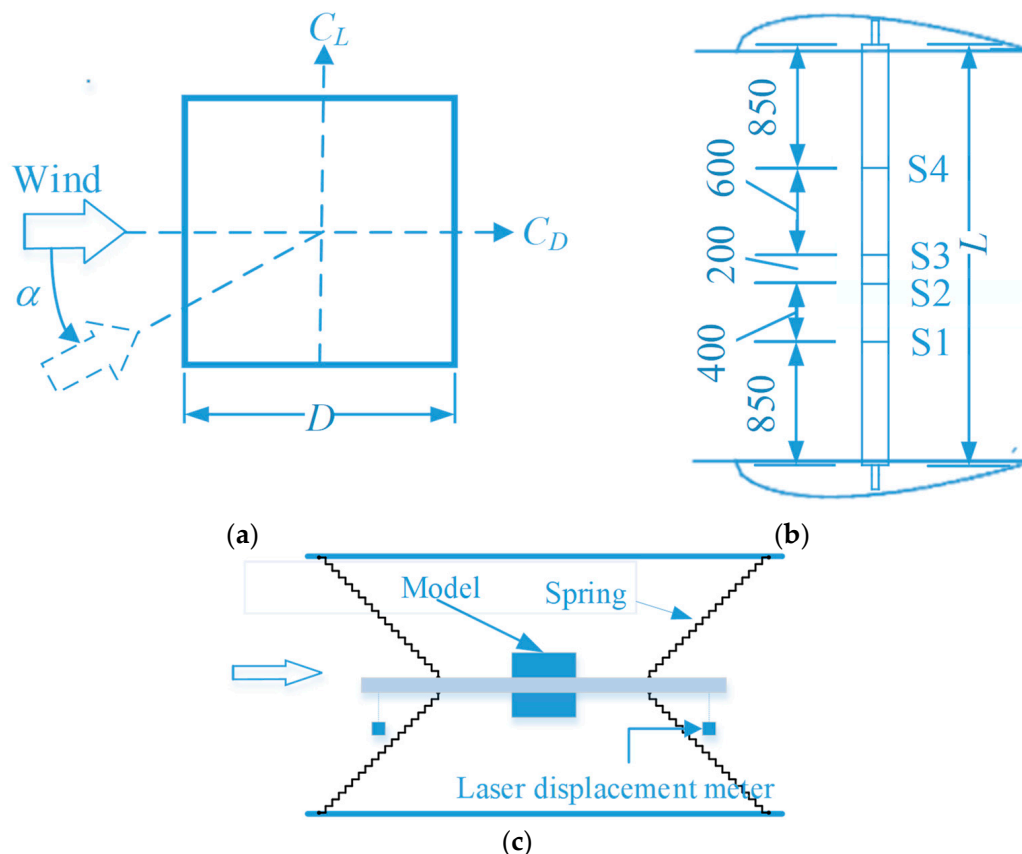 C_L
Wind
C_D
α
D
(a)
850
600
200
400
850
S4
S3
S2
S1
L
(b)
Model
Spring
Laser displacement meter
(c)